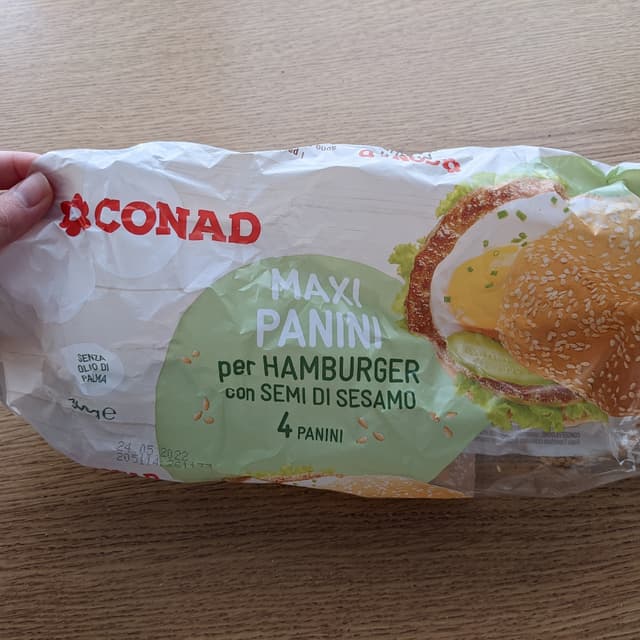 CONAD
MAXI
PANINI
per HAMBURGER
con SEMI DI SESAMO
4 PANINI
SENZA
OLIO DI
PALMA
24 05 2022